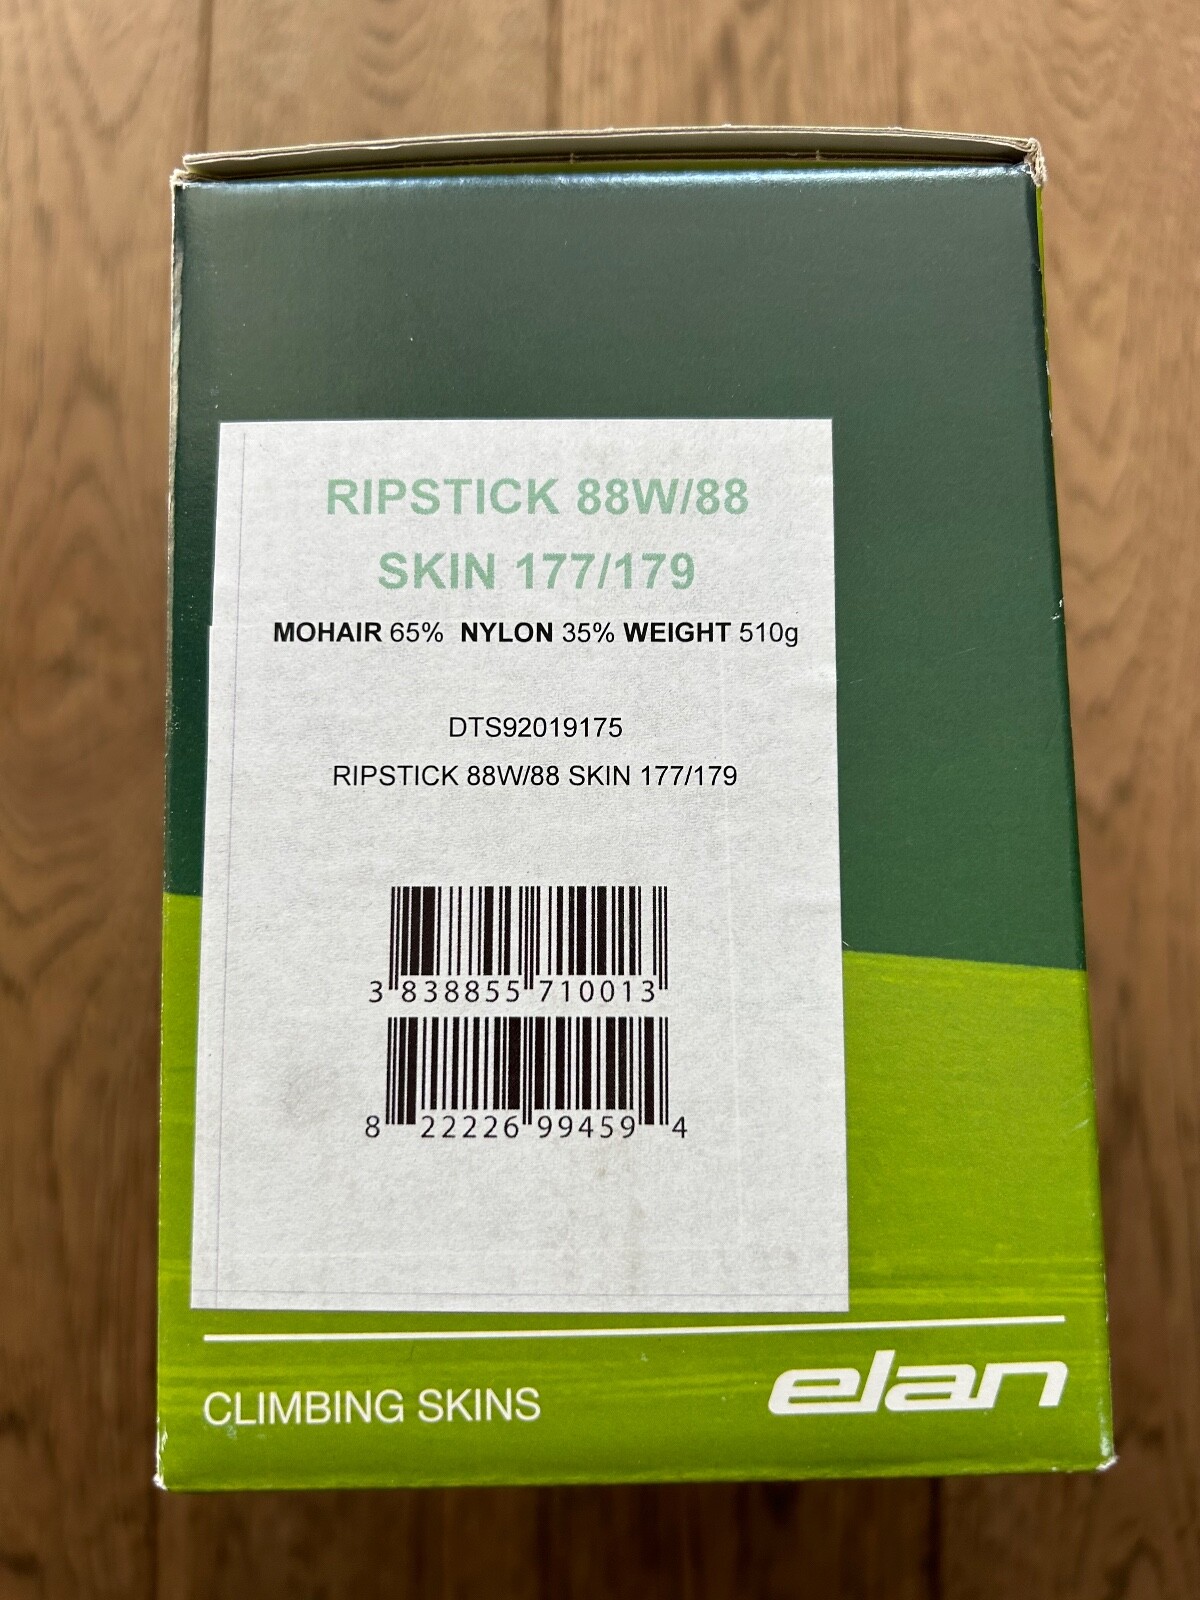 RIPSTICK 88W/88
SKIN 177/179
MOHAIR 65% NYLON 35% WEIGHT 510g
DTS92019175
RIPSTICK 88W/88 SKIN 177/179
3 838855 710013
8 22226 99459 4
CLIMBING SKINS
elan